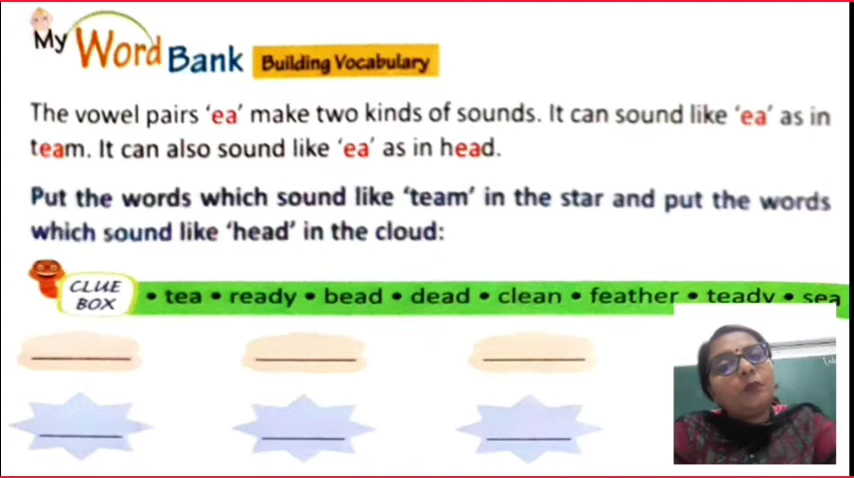 My Word Bank Building Vocabulary
The vowel pairs 'ea' make two kinds of sounds. It can sound like 'ea' as in
team. It can also sound like 'ea' as in head.
Put the words which sound like 'team' in the star and put the words
which sound like 'head' in the cloud:
CLUE
BOX
• tea • ready • bead • dead • clean • feather • teady • sea